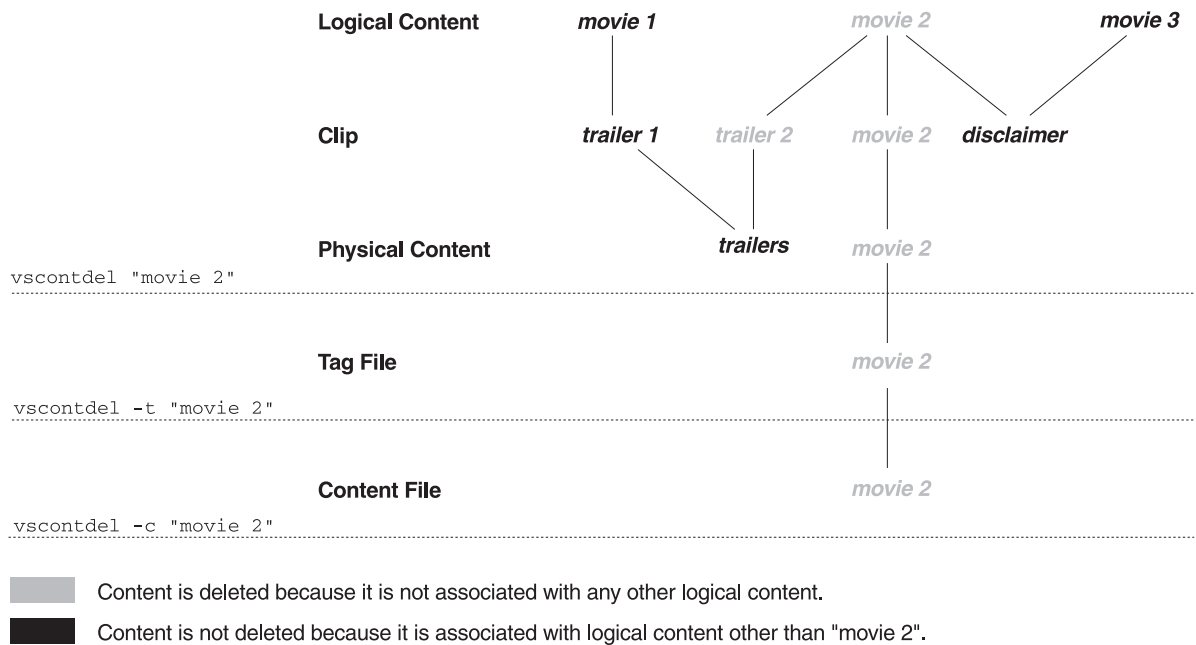 Logical Content movie 1 movie 2 movie 3
Clip trailer 1 trailer 2 movie 2 disclaimer
Physical Content trailers movie 2
vscontdel "movie 2"
Tag File movie 2
vscontdel -t "movie 2"
Content File movie 2
vscontdel -c "movie 2"
Content is deleted because it is not associated with any other logical content.
Content is not deleted because it is associated with logical content other than "movie 2".